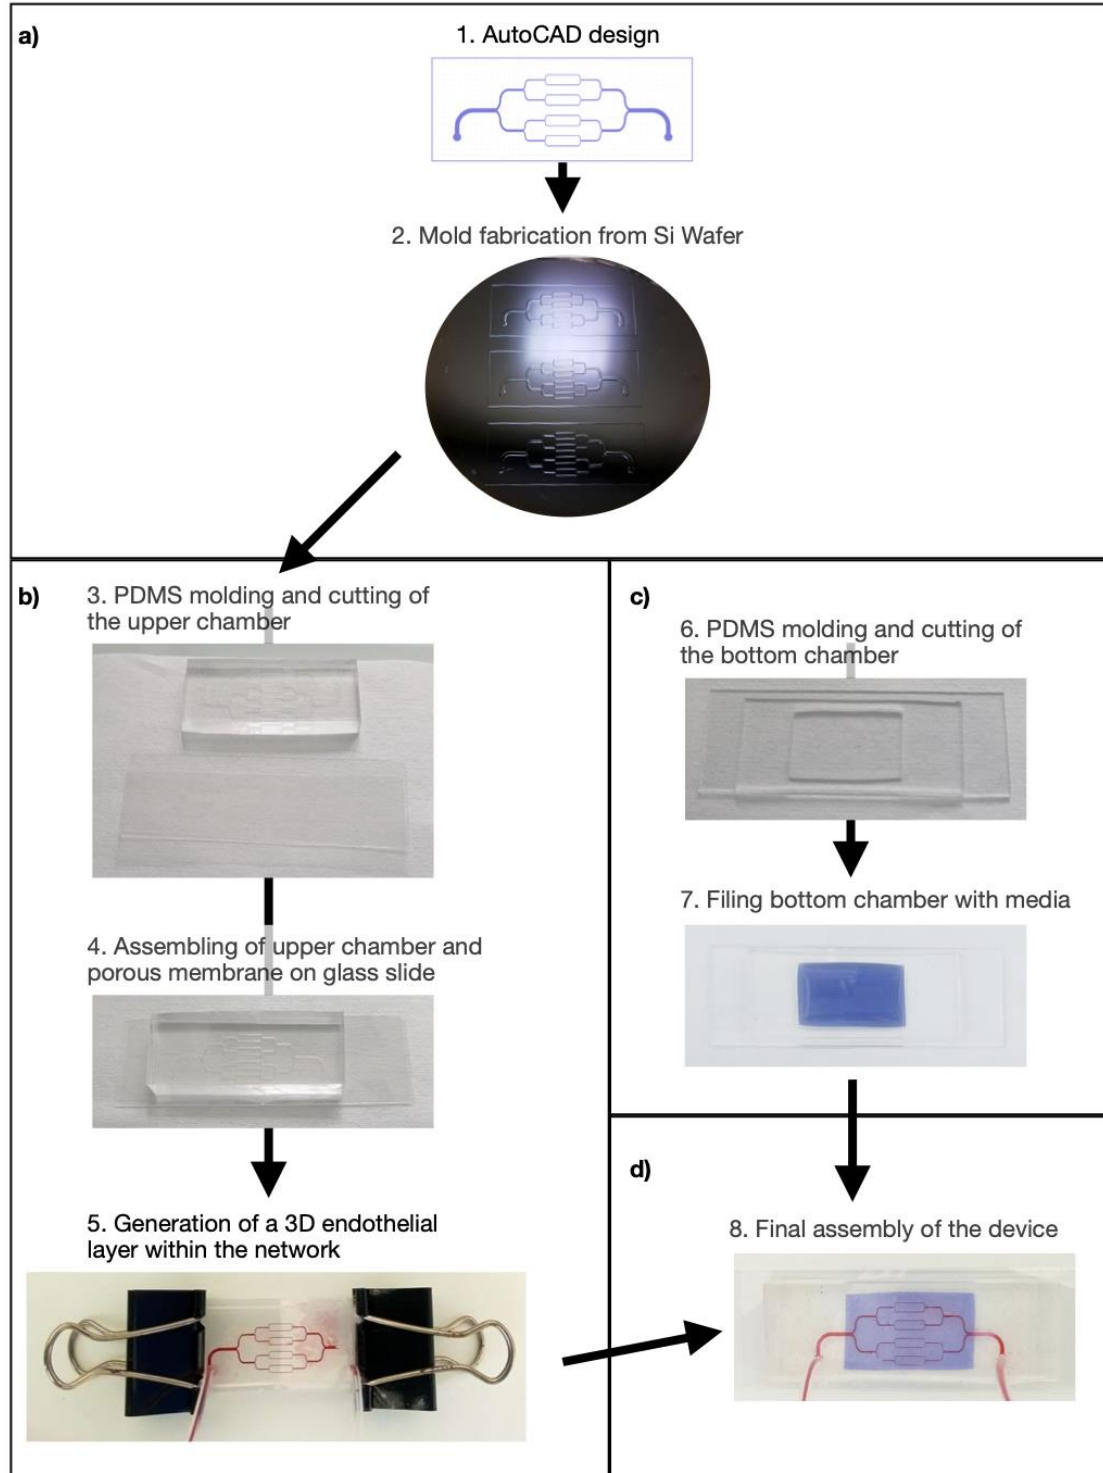 a)
1. AutoCAD design
2. Mold fabrication from Si Wafer
b)
3. PDMS molding and cutting of
the upper chamber
4. Assembling of upper chamber and
porous membrane on glass slide
5. Generation of a 3D endothelial
layer within the network
c)
6. PDMS molding and cutting of
the bottom chamber
7. Filing bottom chamber with media
d)
8. Final assembly of the device